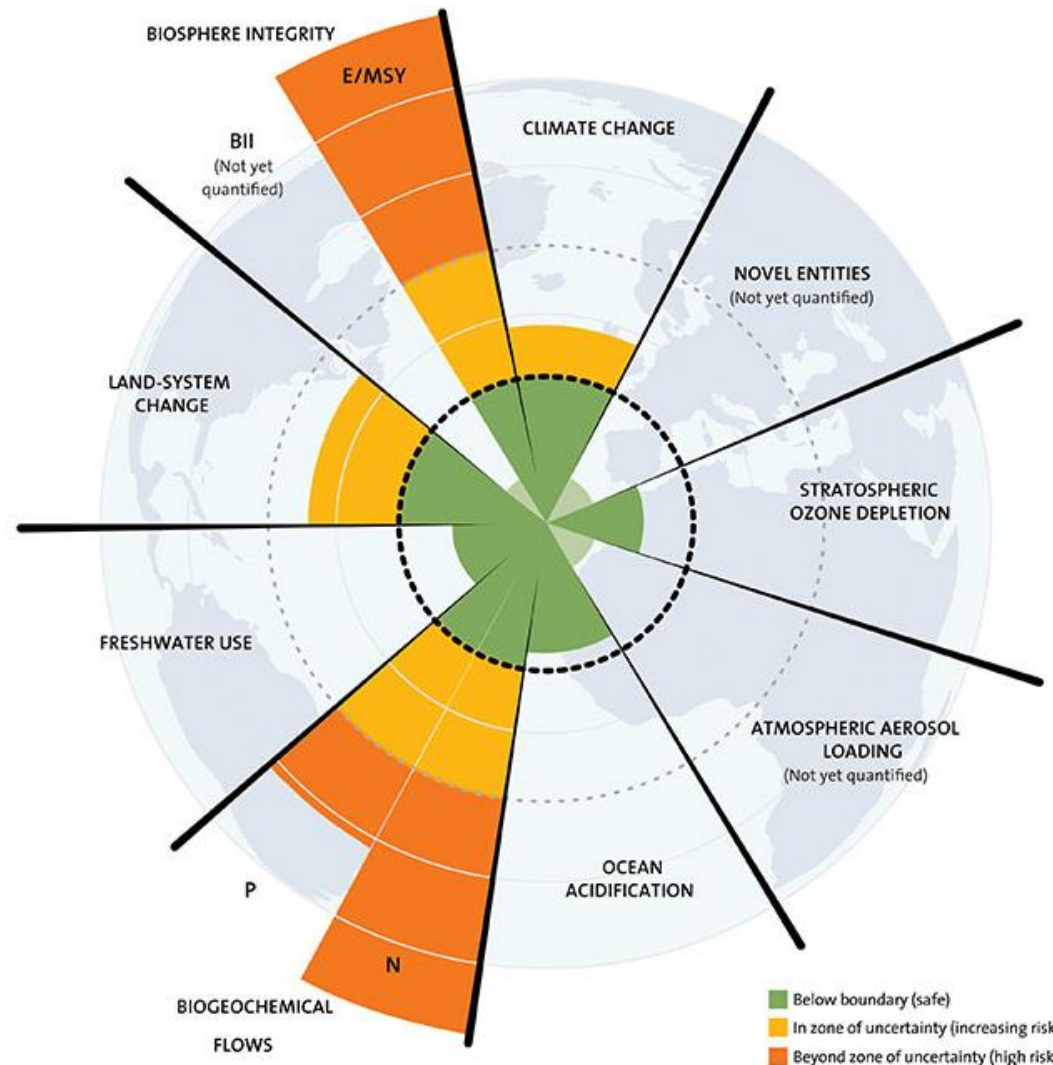 BIOSPHERE INTEGRITY
E/MSY
BII
(Not yet
quantified)
CLIMATE CHANGE
NOVEL ENTITIES
(Not yet quantified)
LAND-SYSTEM
CHANGE
STRATOSPHERIC
OZONE DEPLETION
FRESHWATER USE
ATMOSPHERIC AEROSOL
LOADING
(Not yet quantified)
OCEAN
ACIDIFICATION
P
N
BIOGEOCHEMICAL
FLOWS
Below boundary (safe)
In zone of uncertainty (increasing risk
Beyond zone of uncertainty (high risk